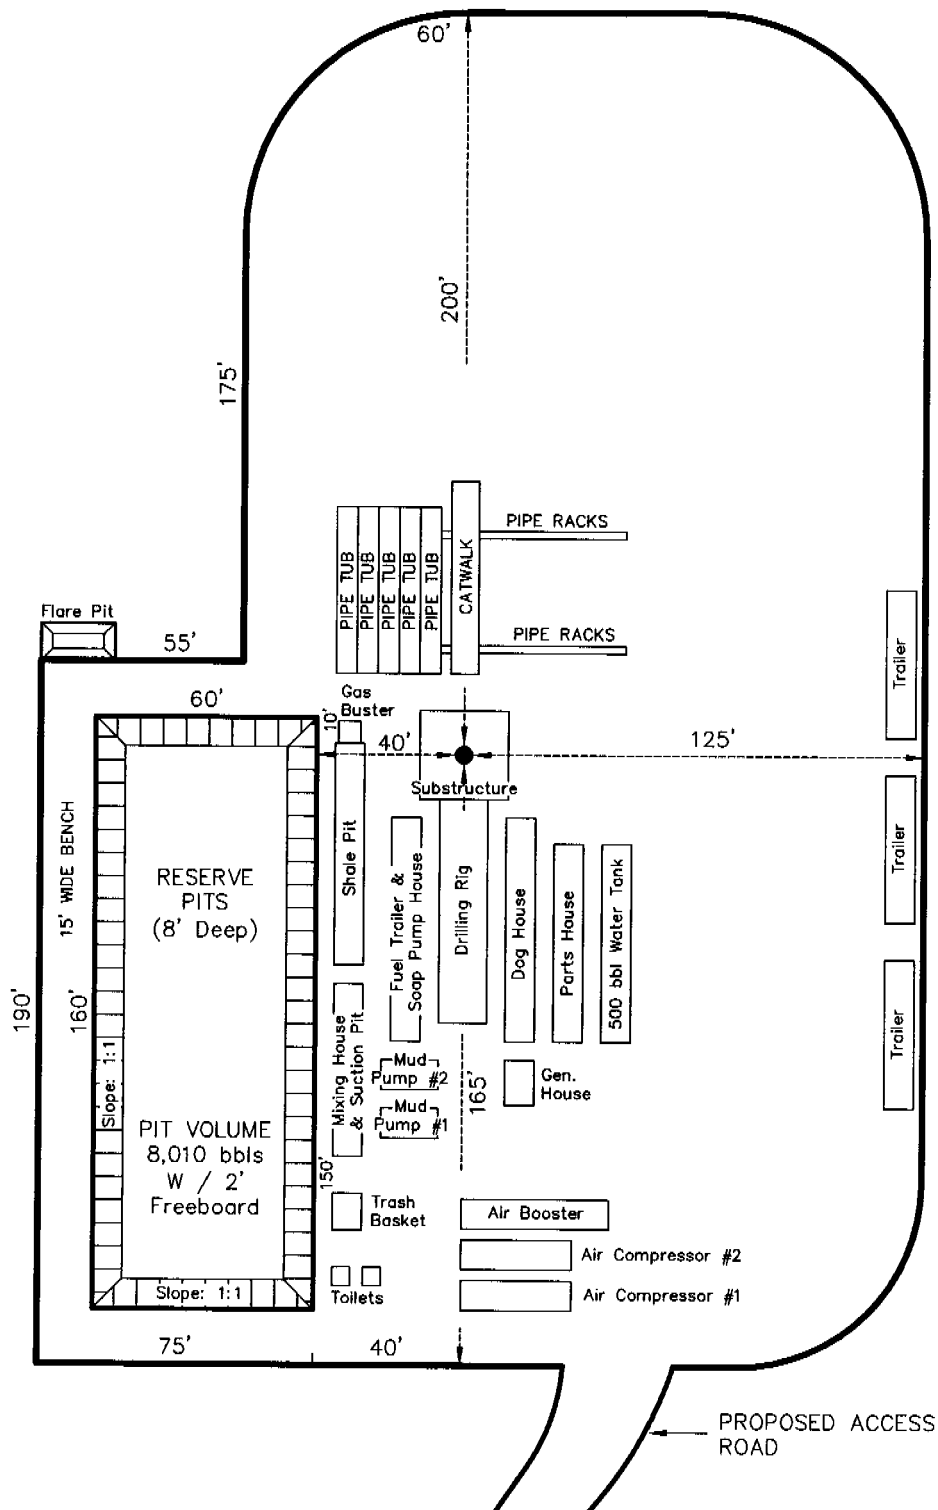 60'
200'
175'
PIPE RACKS
PIPE TUB
PIPE TUB
PIPE TUB
PIPE TUB
PIPE TUB
CATWALK
PIPE RACKS
Flare Pit
55'
Trailer
60'
Gas
Buster
10'
40'
125'
Substructure
15' WIDE BENCH
RESERVE
PITS
(8' Deep)
Shale Pit
Fuel Trailer &
Soap Pump House
Drilling Rig
Dog House
Parts House
500 bbl Water Tank
Trailer
190'
160'
Slope: 1:1
Mixing House
& Suction Pit
Mud
Pump #2
165'
Gen.
House
Trailer
Mud
Pump #1
PIT VOLUME
8,010 bbls
W / 2'
Freeboard
150'
Trash
Basket
Air Booster
Air Compressor #2
Slope: 1:1
Toilets
Air Compressor #1
75'
40'
PROPOSED ACCESS
ROAD